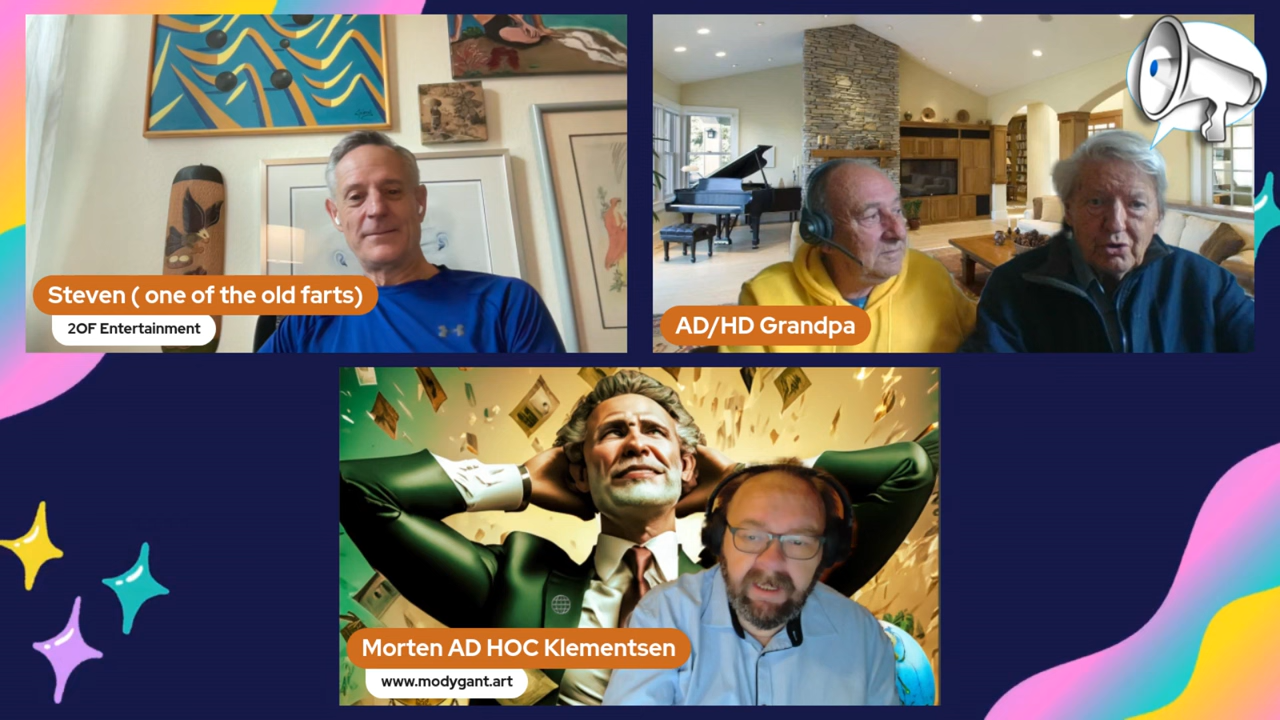 Steven ( one of the old farts)
2OF Entertainment
AD/HD Grandpa
Morten AD HOC Klementsen
www.modygant.art